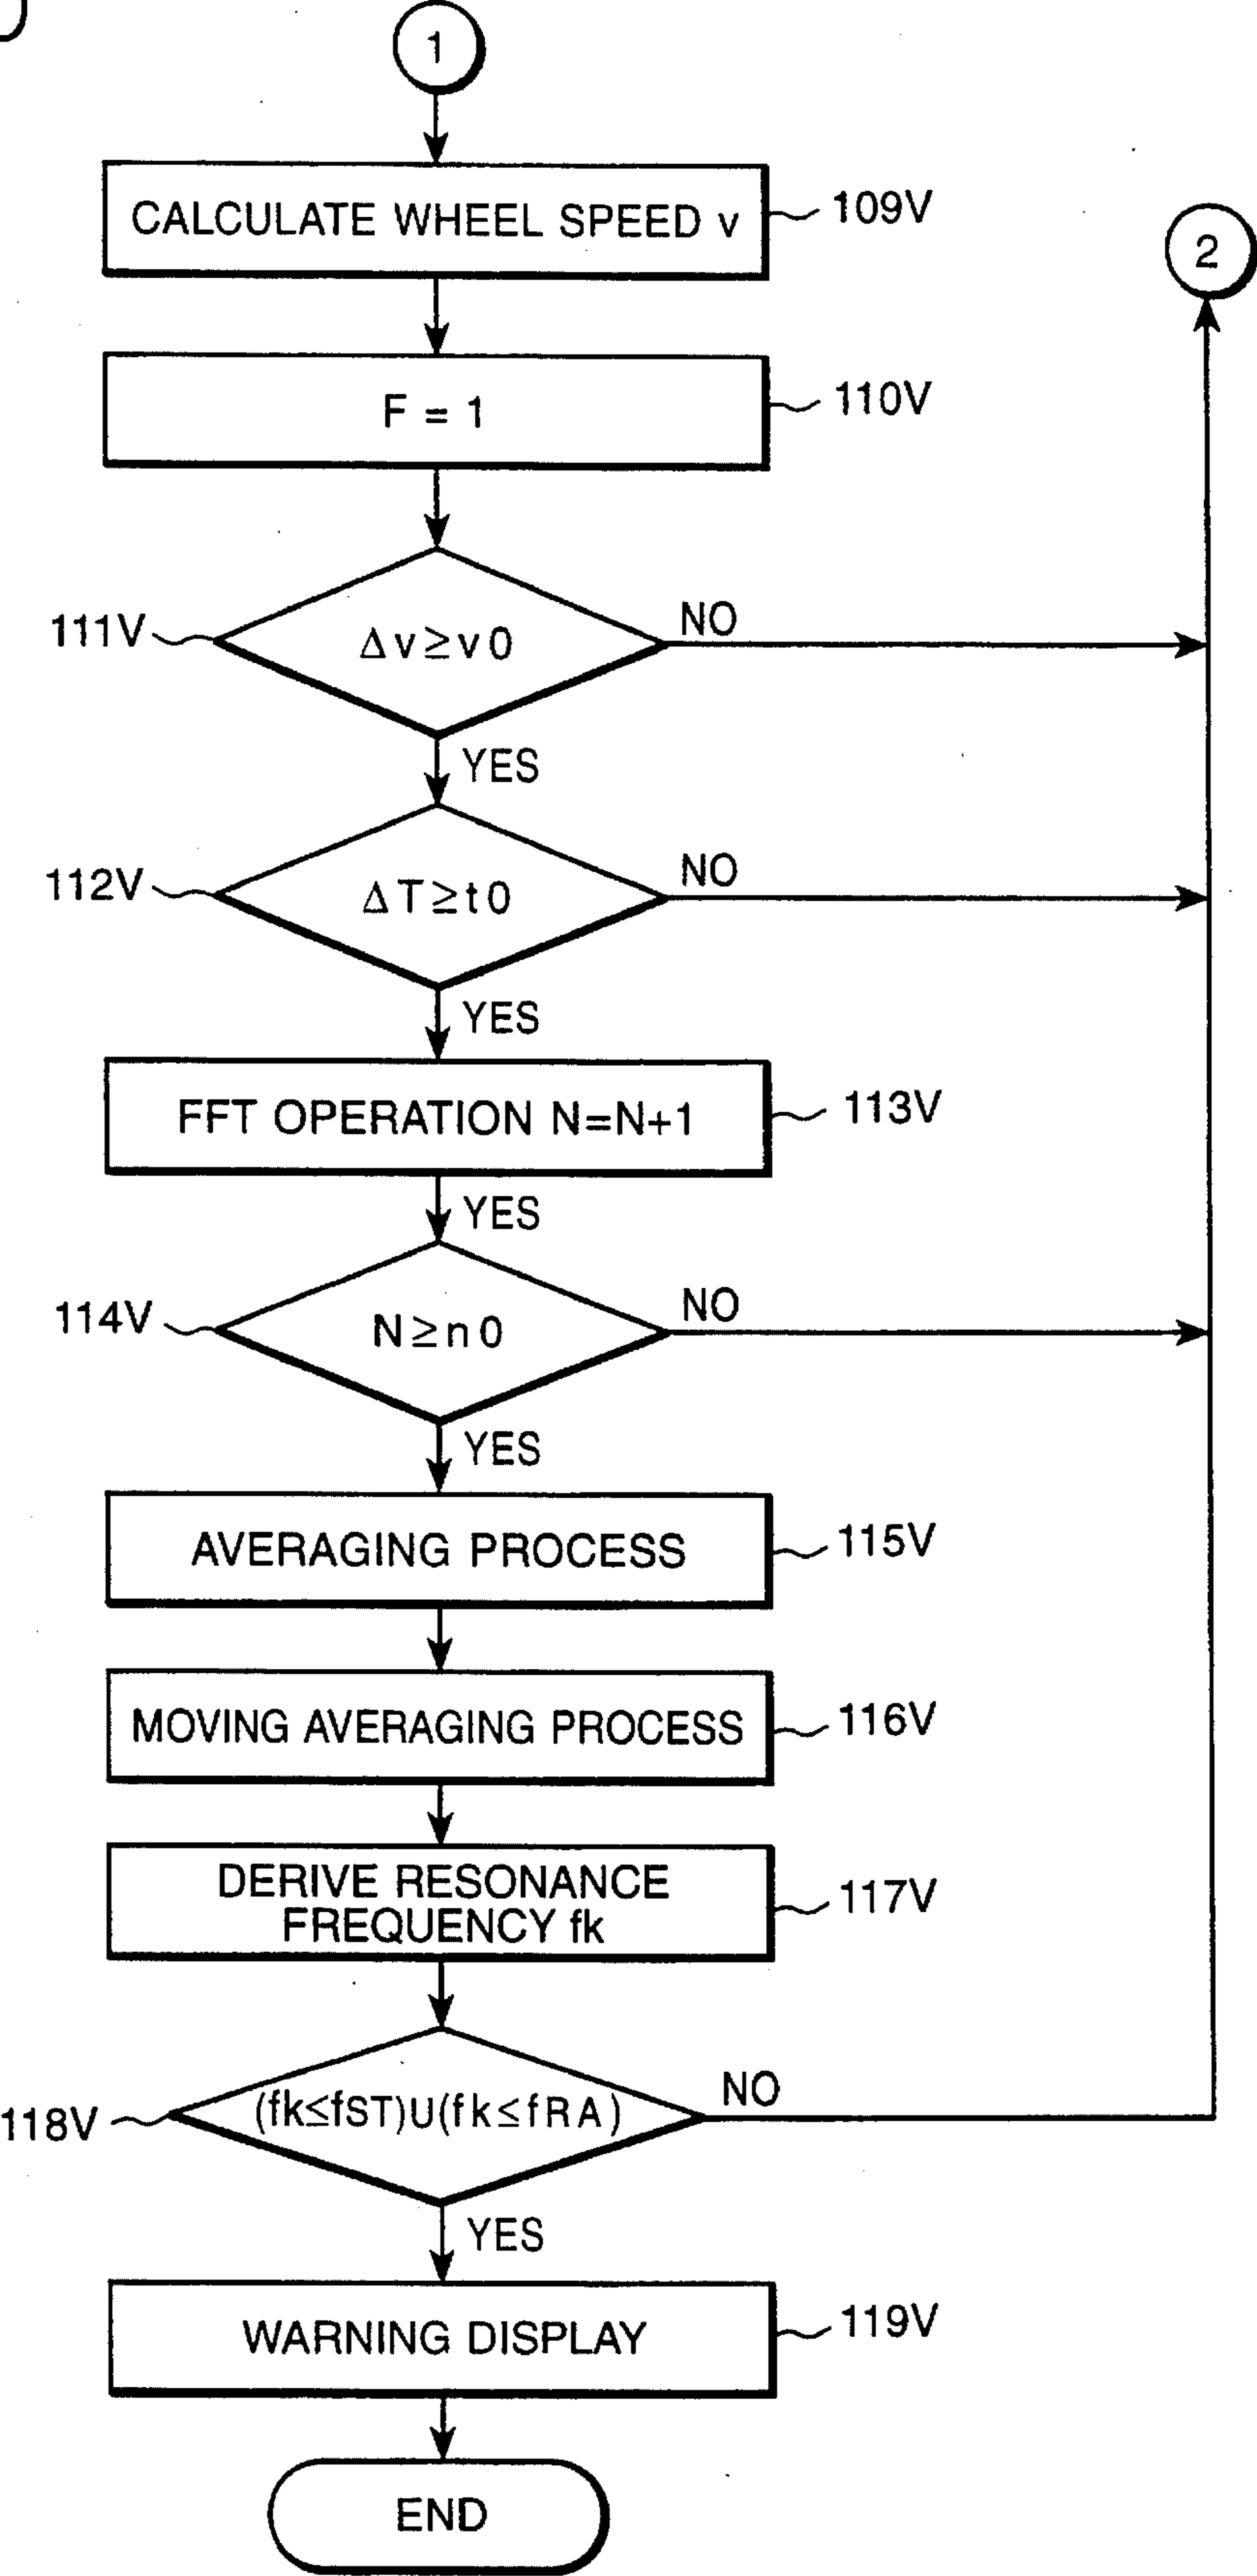 1
CALCULATE WHEEL SPEED v
109V
2
F = 1
110V
111V
Δv≥v0
NO
YES
112V
ΔT≥t0
NO
YES
FFT OPERATION N=N+1
113V
YES
114V
N≥n0
NO
YES
AVERAGING PROCESS
115V
MOVING AVERAGING PROCESS
116V
DERIVE RESONANCE
FREQUENCY fk
117V
118V
(fk≤fST)U(fk≤fRA)
NO
YES
WARNING DISPLAY
119V
END